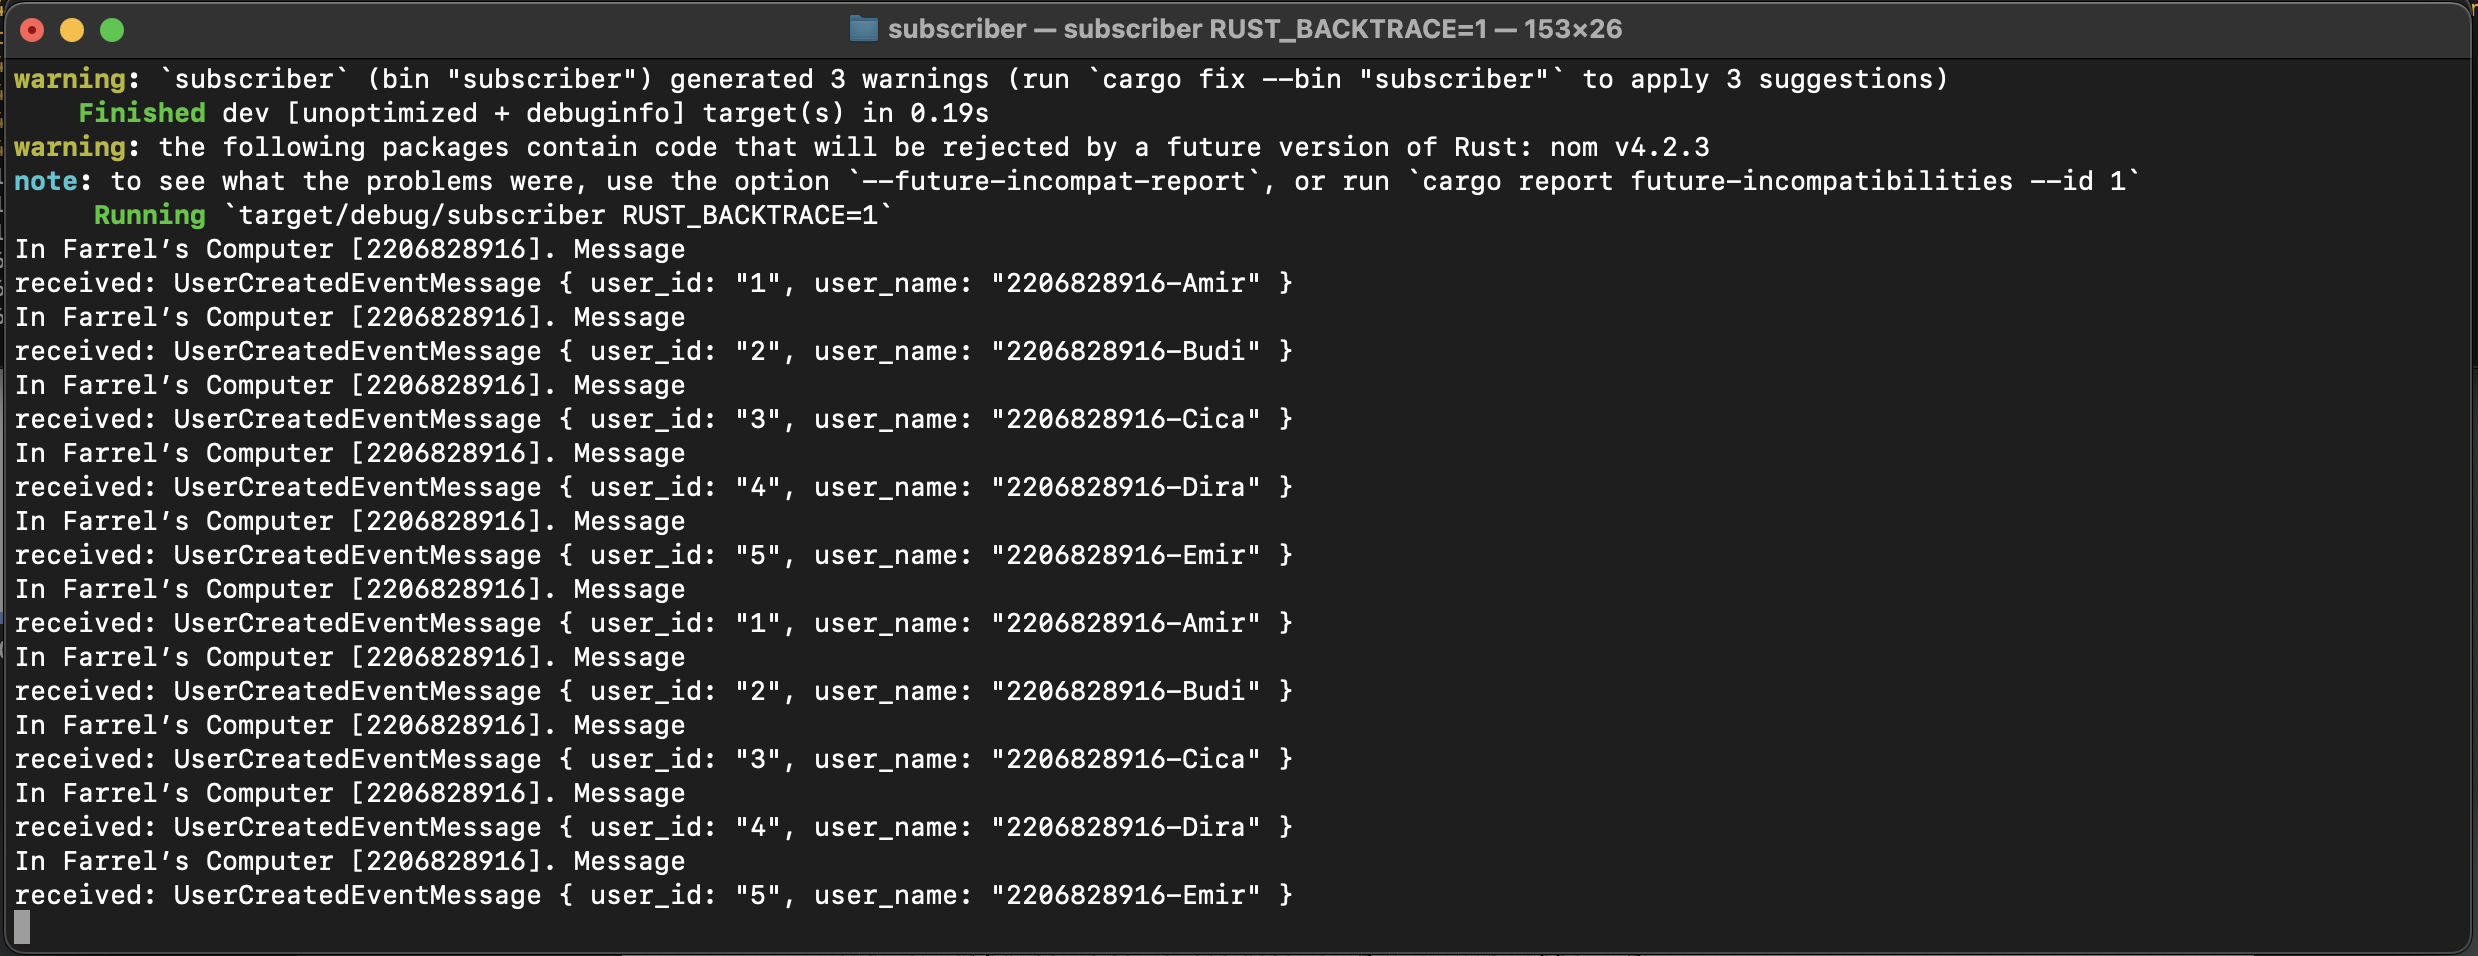 subscriber — subscriber RUST_BACKTRACE=1 — 153×26
warning: `subscriber` (bin "subscriber") generated 3 warnings (run `cargo fix --bin "subscriber"` to apply 3 suggestions)
Finished dev [unoptimized + debuginfo] target(s) in 0.19s
warning: the following packages contain code that will be rejected by a future version of Rust: nom v4.2.3
note: to see what the problems were, use the option `--future-incompat-report`, or run `cargo report future-incompatibilities --id 1`
Running `target/debug/subscriber RUST_BACKTRACE=1`
In Farrel’s Computer [2206828916]. Message
received: UserCreatedEventMessage { user_id: "1", user_name: "2206828916-Amir" }
In Farrel’s Computer [2206828916]. Message
received: UserCreatedEventMessage { user_id: "2", user_name: "2206828916-Budi" }
In Farrel’s Computer [2206828916]. Message
received: UserCreatedEventMessage { user_id: "3", user_name: "2206828916-Cica" }
In Farrel’s Computer [2206828916]. Message
received: UserCreatedEventMessage { user_id: "4", user_name: "2206828916-Dira" }
In Farrel’s Computer [2206828916]. Message
received: UserCreatedEventMessage { user_id: "5", user_name: "2206828916-Emir" }
In Farrel’s Computer [2206828916]. Message
received: UserCreatedEventMessage { user_id: "1", user_name: "2206828916-Amir" }
In Farrel’s Computer [2206828916]. Message
received: UserCreatedEventMessage { user_id: "2", user_name: "2206828916-Budi" }
In Farrel’s Computer [2206828916]. Message
received: UserCreatedEventMessage { user_id: "3", user_name: "2206828916-Cica" }
In Farrel’s Computer [2206828916]. Message
received: UserCreatedEventMessage { user_id: "4", user_name: "2206828916-Dira" }
In Farrel’s Computer [2206828916]. Message
received: UserCreatedEventMessage { user_id: "5", user_name: "2206828916-Emir" }